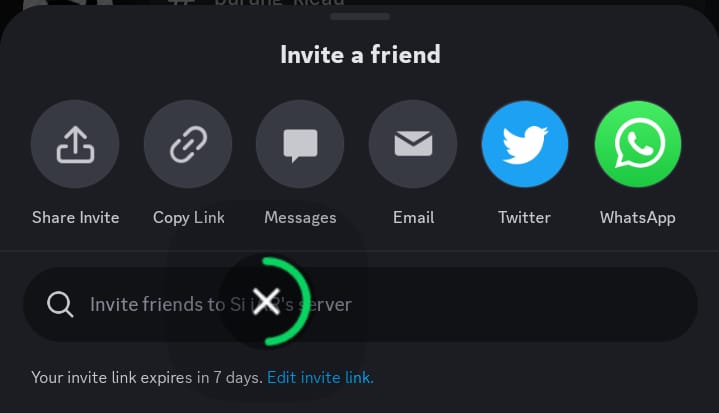 Invite a friend
Share Invite
Copy Link
Messages
Email
Twitter
WhatsApp
Invite friends to Si server
Your invite link expires in 7 days. Edit invite link.